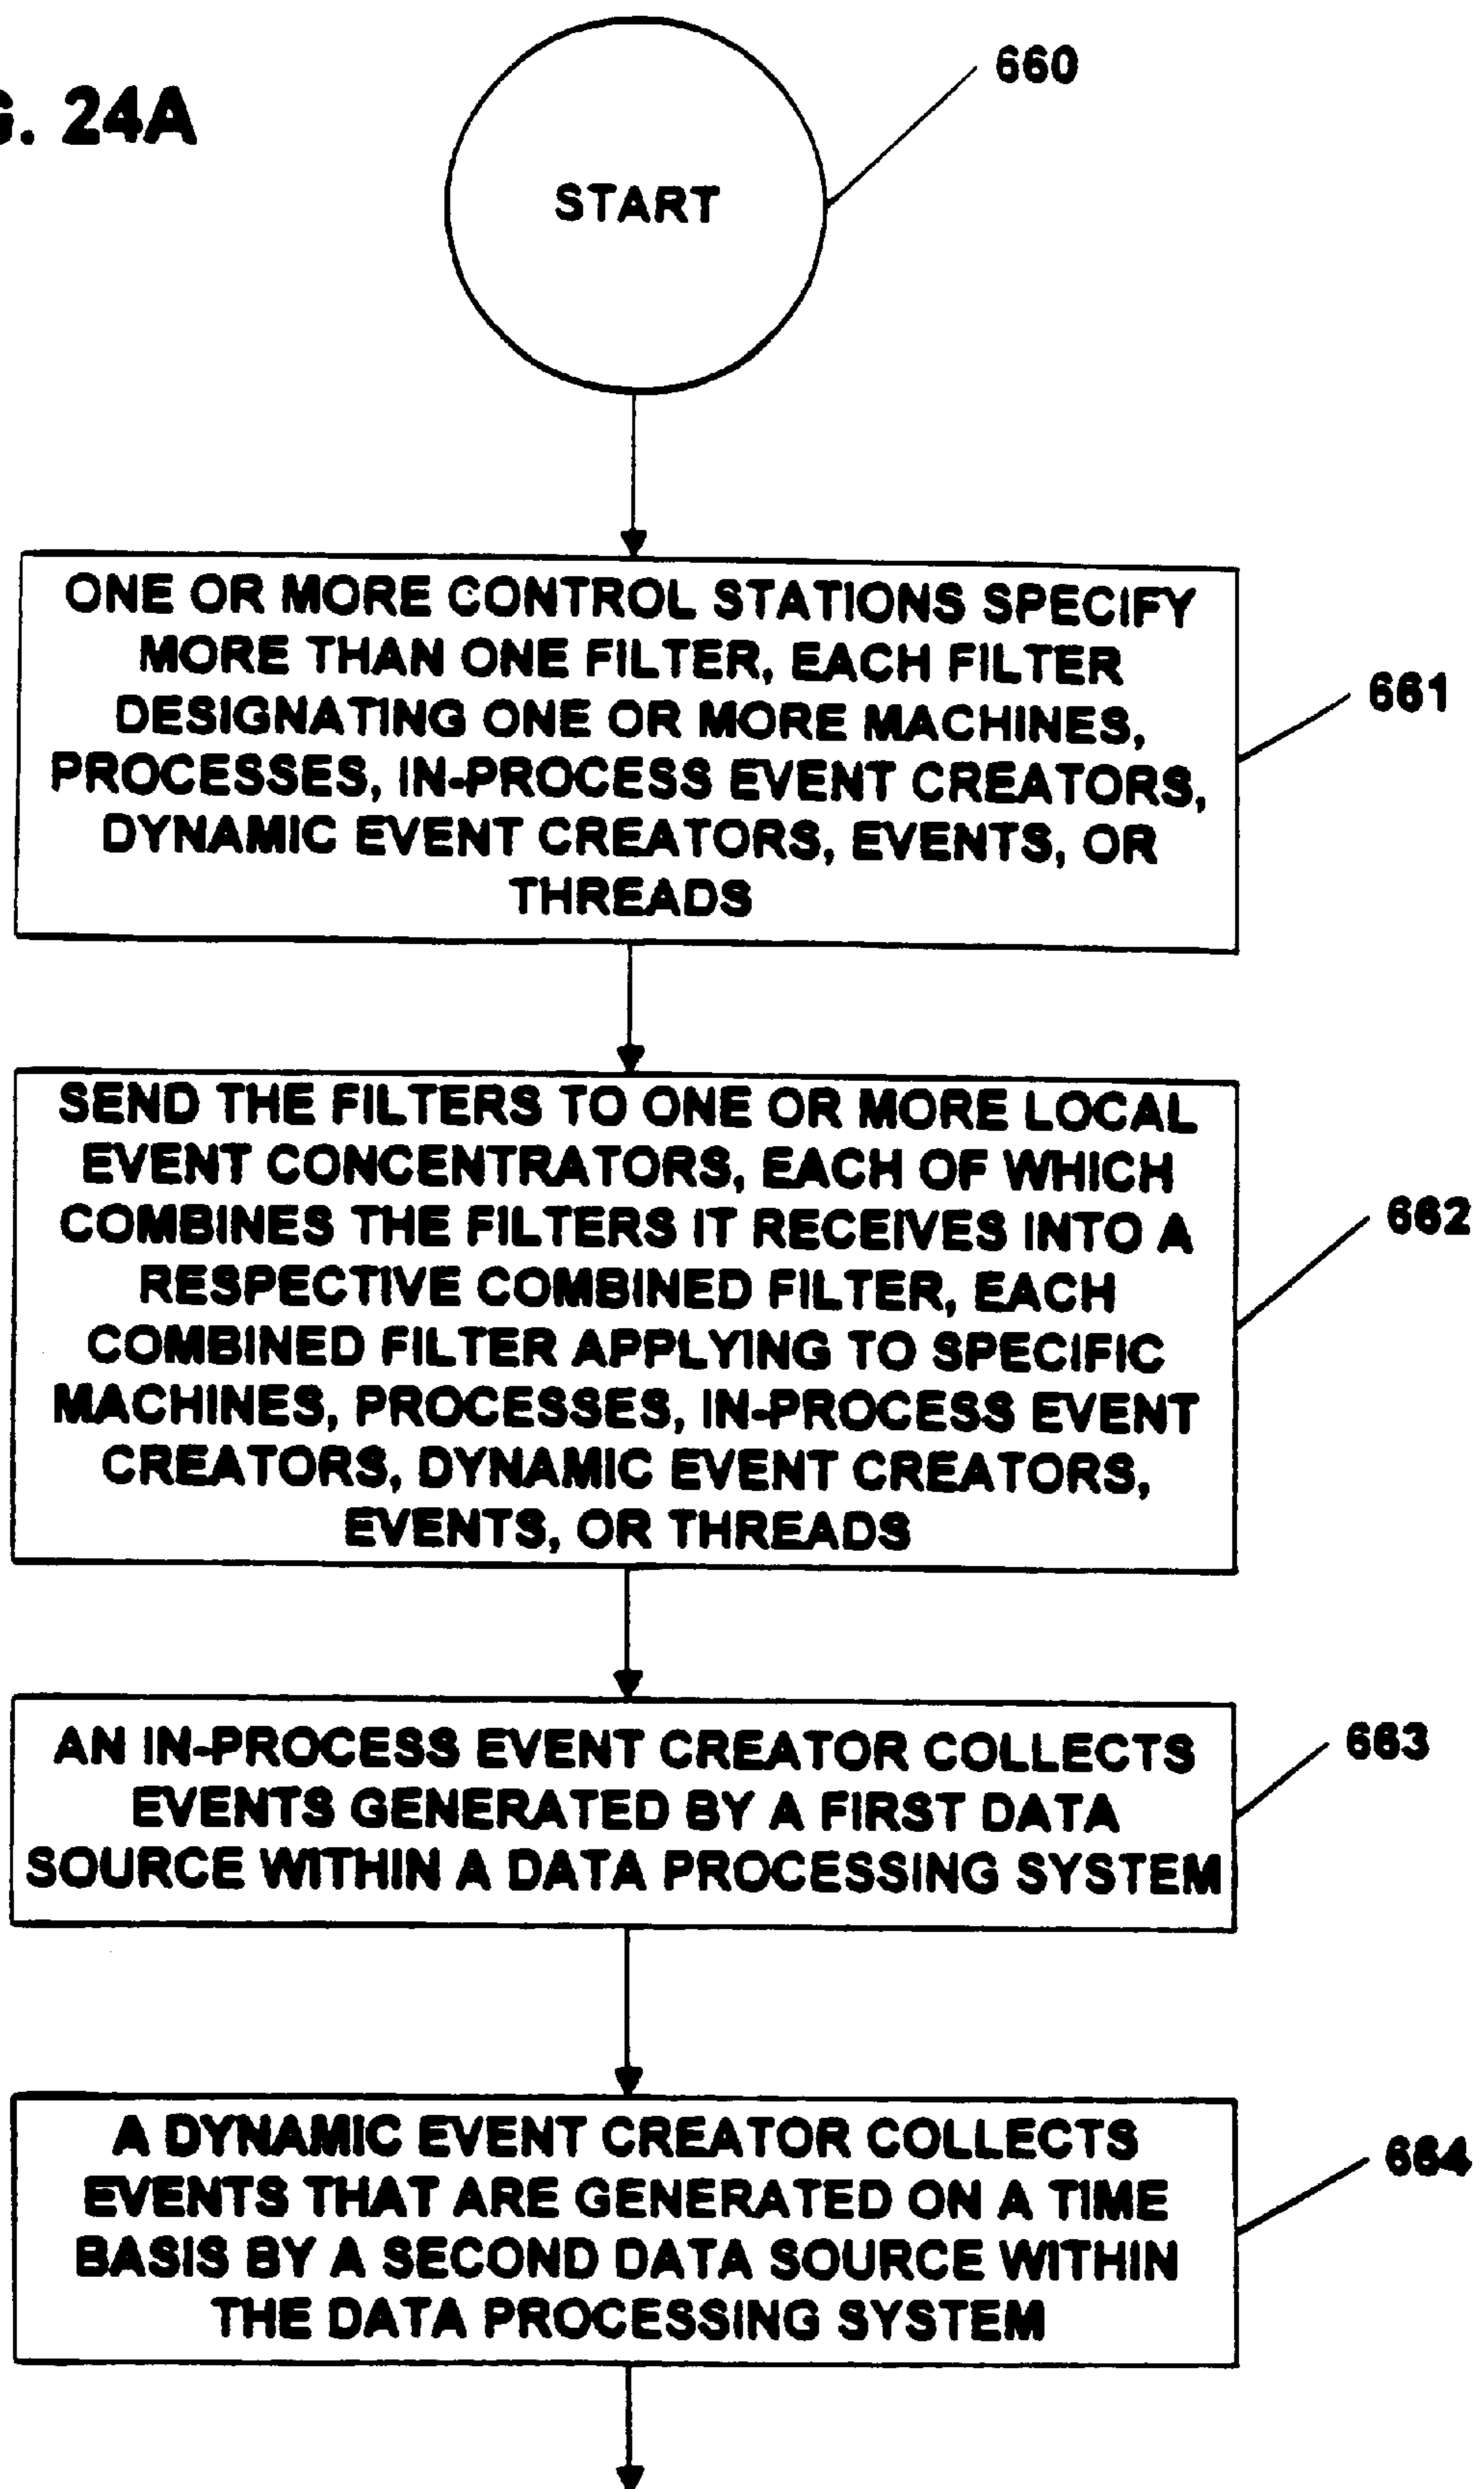 G. 24A
660
START
ONE OR MORE CONTROL STATIONS SPECIFY
MORE THAN ONE FILTER, EACH FILTER
DESIGNATING ONE OR MORE MACHINES,
PROCESSES, IN-PROCESS EVENT CREATORS,
DYNAMIC EVENT CREATORS, EVENTS, OR
THREADS
661
SEND THE FILTERS TO ONE OR MORE LOCAL
EVENT CONCENTRATORS, EACH OF WHICH
COMBINES THE FILTERS IT RECEIVES INTO A
RESPECTIVE COMBINED FILTER, EACH
COMBINED FILTER APPLYING TO SPECIFIC
MACHINES, PROCESSES, IN-PROCESS EVENT
CREATORS, DYNAMIC EVENT CREATORS,
EVENTS, OR THREADS
662
AN IN-PROCESS EVENT CREATOR COLLECTS
EVENTS GENERATED BY A FIRST DATA
SOURCE WITHIN A DATA PROCESSING SYSTEM
663
A DYNAMIC EVENT CREATOR COLLECTS
EVENTS THAT ARE GENERATED ON A TIME
BASIS BY A SECOND DATA SOURCE WITHIN
THE DATA PROCESSING SYSTEM
664